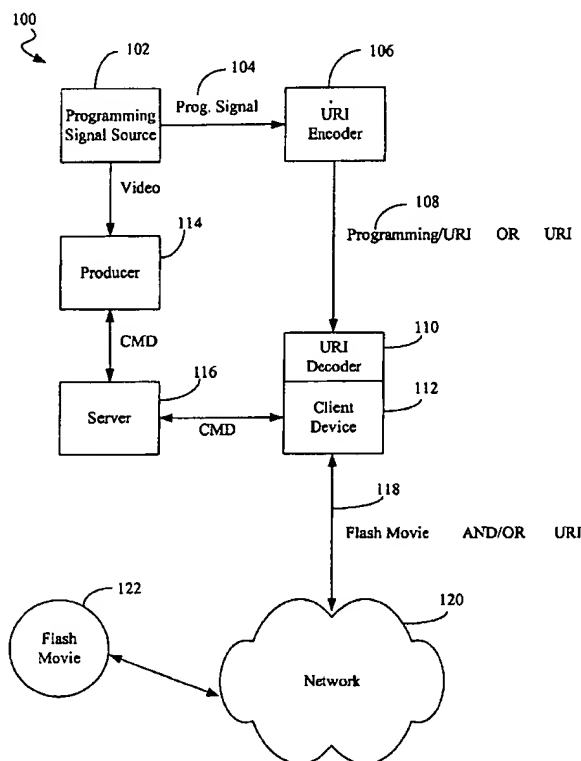 100
102
104
106
Programming
Signal Source
Prog. Signal
URI
Encoder
Video
108
114
Programming/URI OR URI
Producer
110
CMD
URI
Decoder
116
112
Server
Client
Device
CMD
118
Flash Movie AND/OR URI
122
120
Flash
Movie
Network